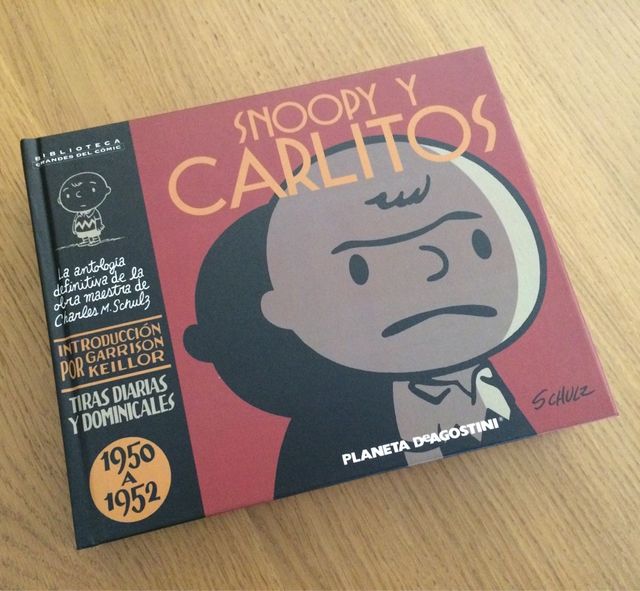 BIBLIOTECA
GRANDES DEL CÓMIC
La antología
definitiva de la
obra maestra de
Charles M. Schulz
INTRODUCCIÓN
POR GARRISON
KEILLOR
TIRAS DIARIAS
Y DOMINICALES
1950
A
1952
SNOOPY Y
CARLITOS
SCHULZ
PLANETA DeAGOSTINI